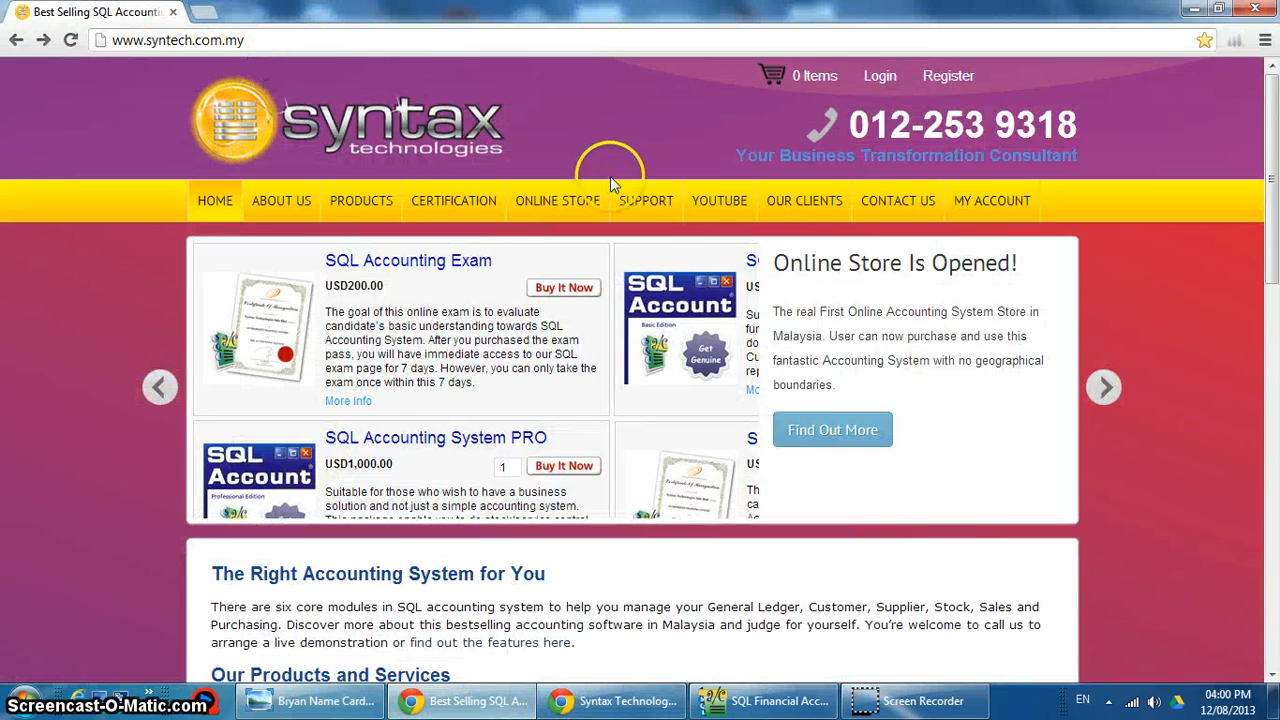 Best Selling SQL Accounti
www.syntech.com.my
0 Items Login Register
syntax
technologies
012-253 9318
Your Business Transformation Consultant
HOME ABOUT US PRODUCTS CERTIFICATION ONLINE STORE SUPPORT YOUTUBE OUR CLIENTS CONTACT US MY ACCOUNT
SQL Accounting Exam
USD200.00
Buy It Now
The goal of this online exam is to evaluate
candidate's basic understanding towards SQL
Accounting System. After you purchased the exam
pass, you will have immediate access to our SQL
exam page for 7 days. However, you can only take the
exam once within this 7 days.
More Info
SQL
Account
Basic Edition
Get
Genuine
Online Store Is Opened!
The real First Online Accounting System Store in
Malaysia. User can now purchase and use this
fantastic Accounting System with no geographical
boundaries.
Find Out More
SQL
Account
Professional Edition
SQL Accounting System PRO
USD1,000.00
1
Buy It Now
Suitable for those who wish to have a business
solution and not just a simple accounting system.
The Right Accounting System for You
There are six core modules in SQL accounting system to help you manage your General Ledger, Customer, Supplier, Stock, Sales and
Purchasing. Discover more about this bestselling accounting software in Malaysia and judge for yourself. You're welcome to call us to
arrange a live demonstration or find out the features here.
Our Products and Services
Bryan Name Card...
Best Selling SQL A...
Syntax Technolog...
SQL Financial Acc...
Screen Recorder
EN
04:00 PM
12/08/2013
Screencast-O-Matic.com